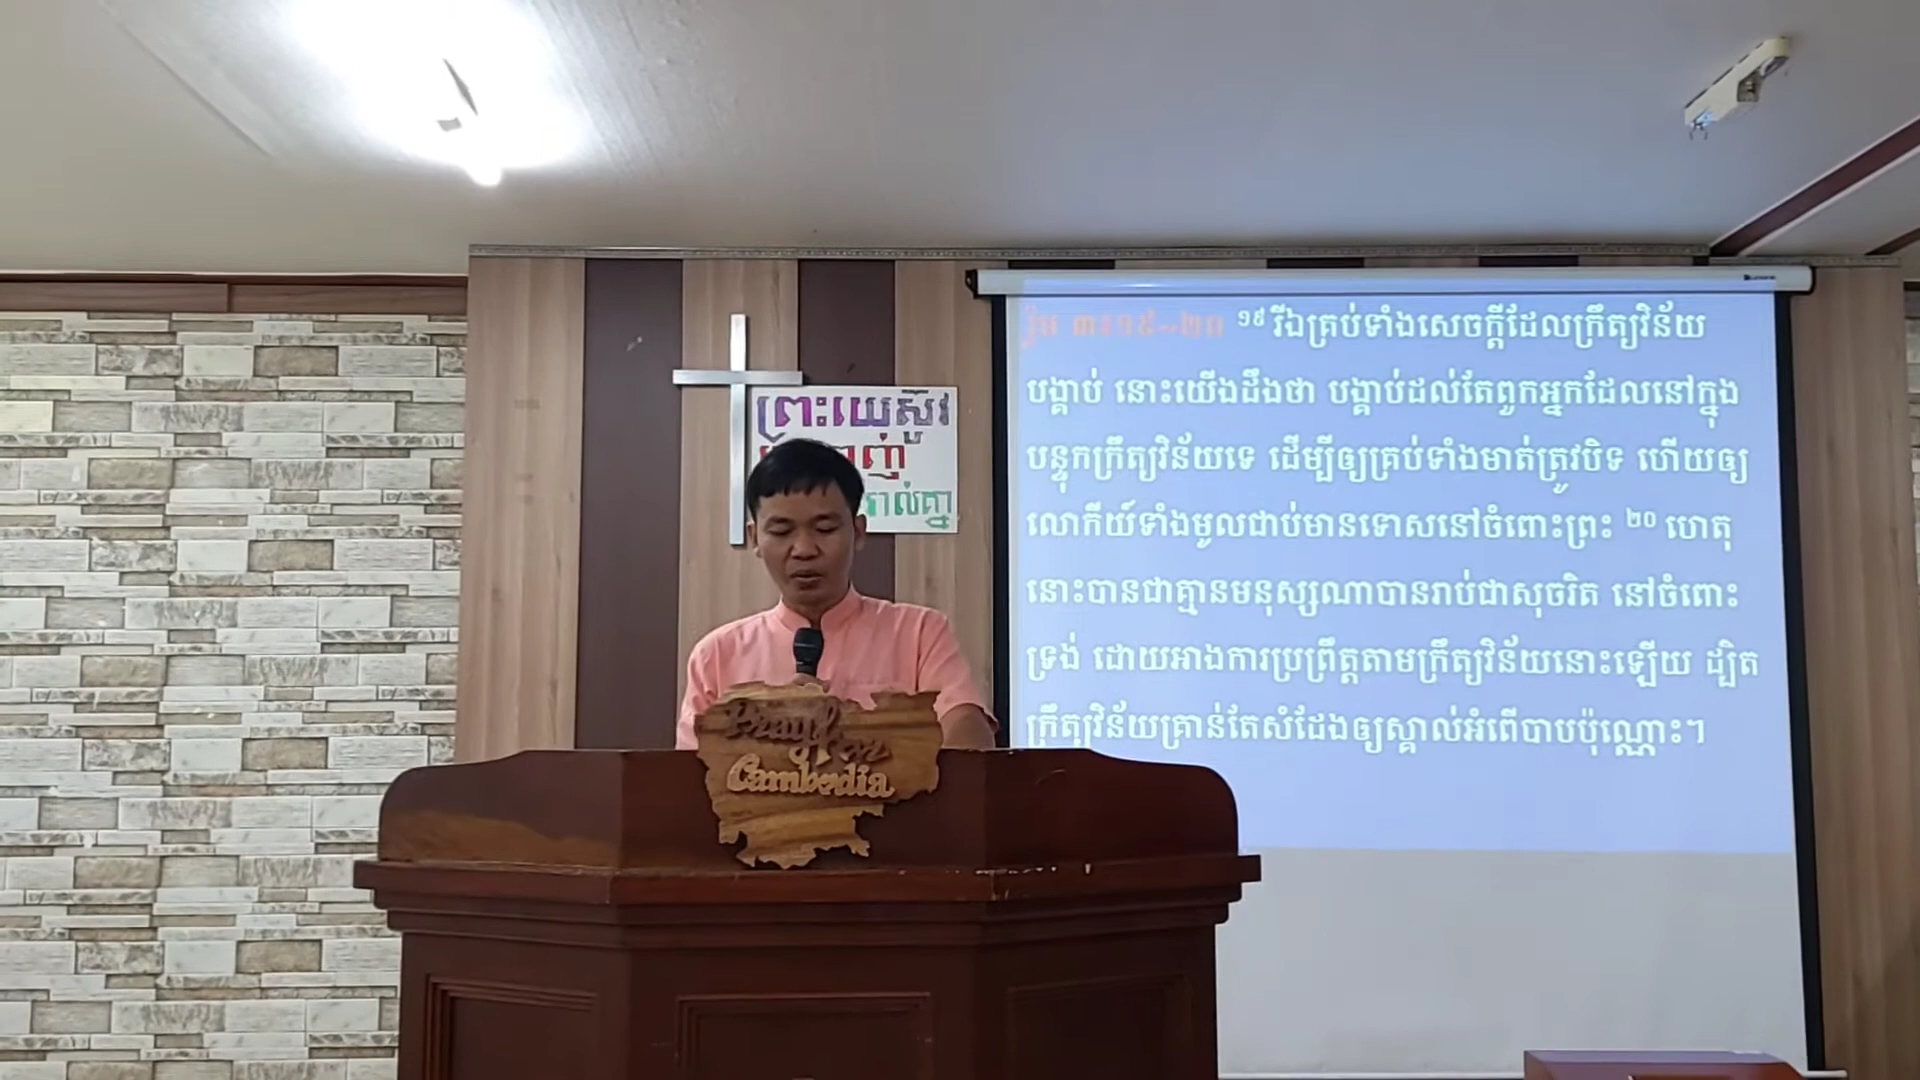 ព្រះយេស៊ូវ
រាល់គ្នា
Pray for
Cambodia
រ៉ូម ៣:១៩~២០ ១៩ រីឯគ្រប់ទាំងសេចក្ដីដែលក្រឹត្យវិន័យ
បង្គាប់ នោះយើងដឹងថា បង្គាប់ដល់តែពួកអ្នកដែលនៅក្នុង
បន្ទុកក្រឹត្យវិន័យទេ ដើម្បីឲ្យគ្រប់ទាំងមាត់ត្រូវបិទ ហើយឲ្យ
លោកីយ៍ទាំងមូលជាប់មានទោសនៅចំពោះព្រះ ២០ ហេតុ
នោះបានជាគ្មានមនុស្សណាបានរាប់ជាសុចរិត នៅចំពោះ
ទ្រង់ ដោយអាងការប្រព្រឹត្តតាមក្រឹត្យវិន័យនោះឡើយ ដ្បិត
ក្រឹត្យវិន័យគ្រាន់តែសំដែងឲ្យស្គាល់អំពើបាបប៉ុណ្ណោះ។